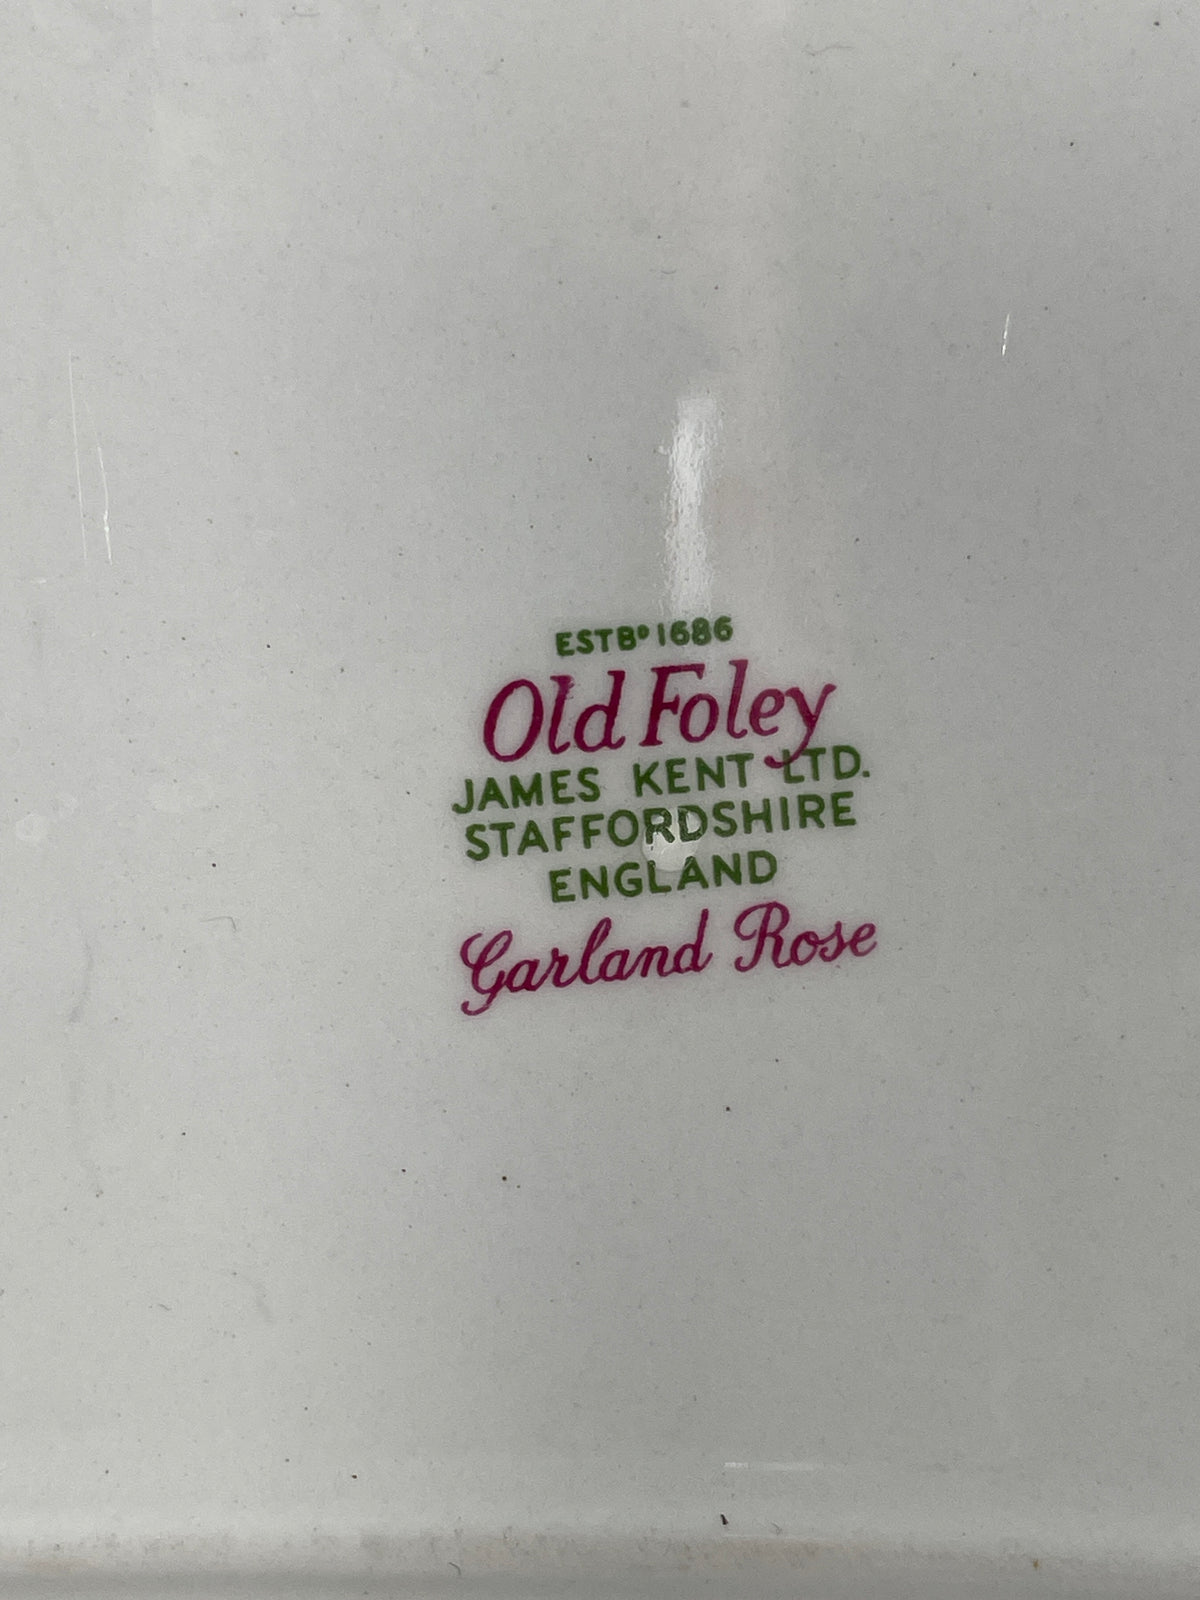 ESTBᴰ 1686
Old Foley
JAMES KENT LTD.
STAFFORDSHIRE
ENGLAND
Garland Rose